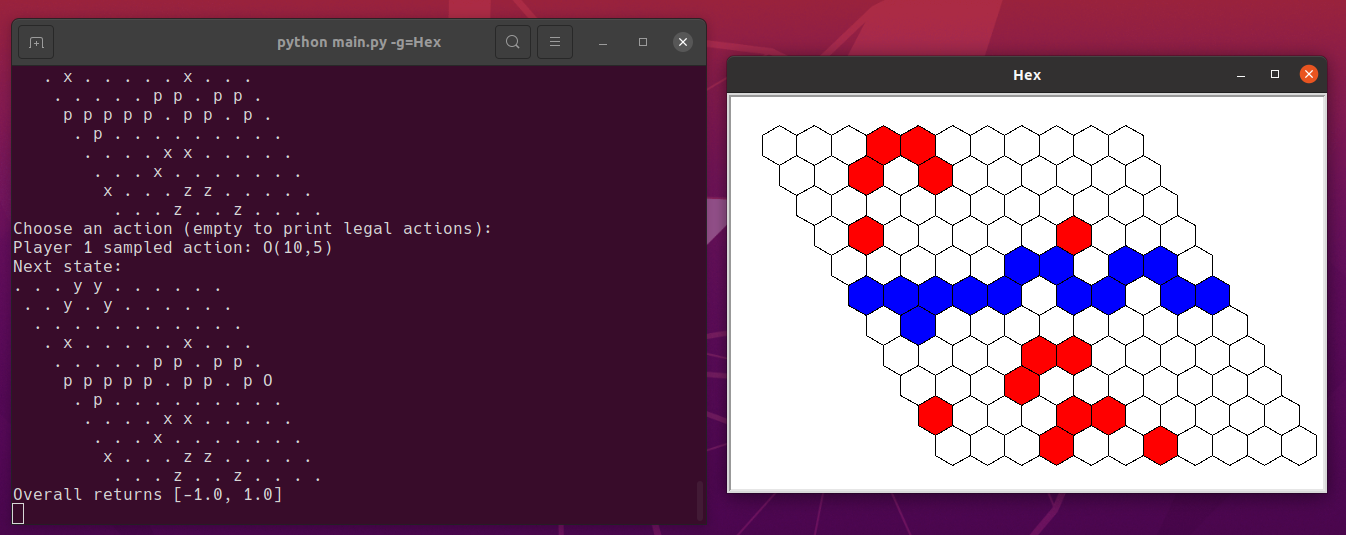 python main.py -g=Hex
   . x . . . . . x . . .
    . . . . . p p . p p .
     p p p p p . p p . p .
      . p . . . . . . . . .
       . . . . x x . . . . .
        . . . x . . . . . . .
         x . . . z z . . . . .
          . . . z . . z . . . .
Choose an action (empty to print legal actions):
Player 1 sampled action: O(10,5)
Next state:
. . . y y . . . . . .
 . . y . y . . . . . .
  . . . . . . . . . . .
   . x . . . . . x . . .
    . . . . . p p . p p .
     p p p p p . p p . p O
      . p . . . . . . . . .
       . . . . x x . . . . .
        . . . x . . . . . . .
         x . . . z z . . . . .
          . . . z . . z . . . .
Overall returns [-1.0, 1.0]
Hex